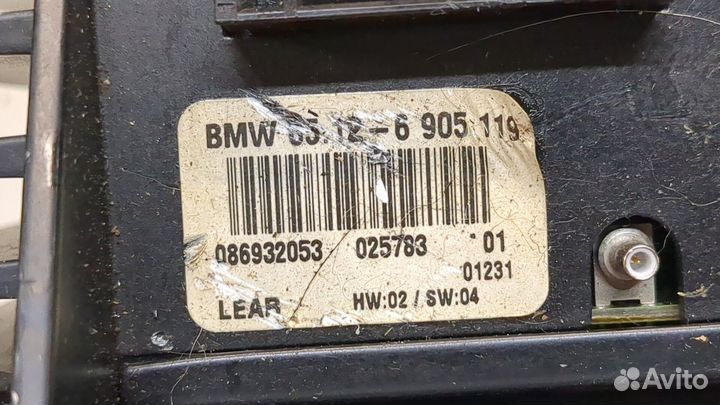 BMW 65.12-6 905 119
086932053 025783 01
01231
LEAR HW:02 / SW:04
Avito